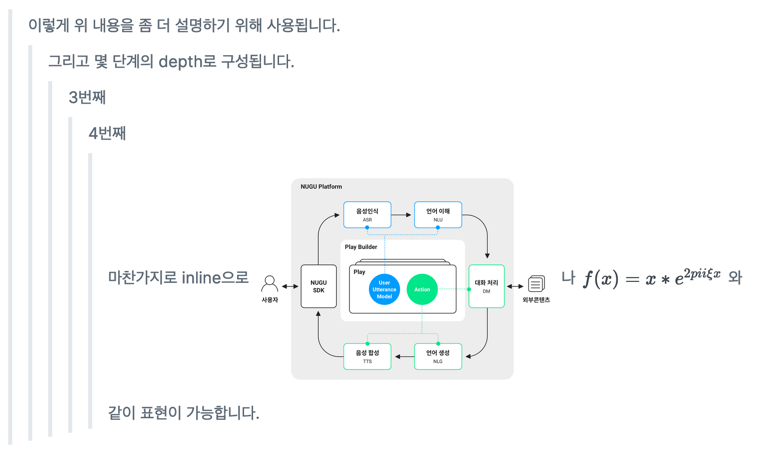 이렇게 위 내용을 좀 더 설명하기 위해 사용됩니다.
그리고 몇 단계의 depth로 구성됩니다.
3번째
4번째
마찬가지로 inline으로
NUGU Platform
음성인식
ASR
언어 이해
NLU
Play Builder
Play
User
Utterance
Model
Action
NUGU
SDK
대화 처리
DM
사용자
외부콘텐츠
음성 합성
TTS
언어 생성
NLG
나 f(x) = x * e^{2piiξx} 와
같이 표현이 가능합니다.